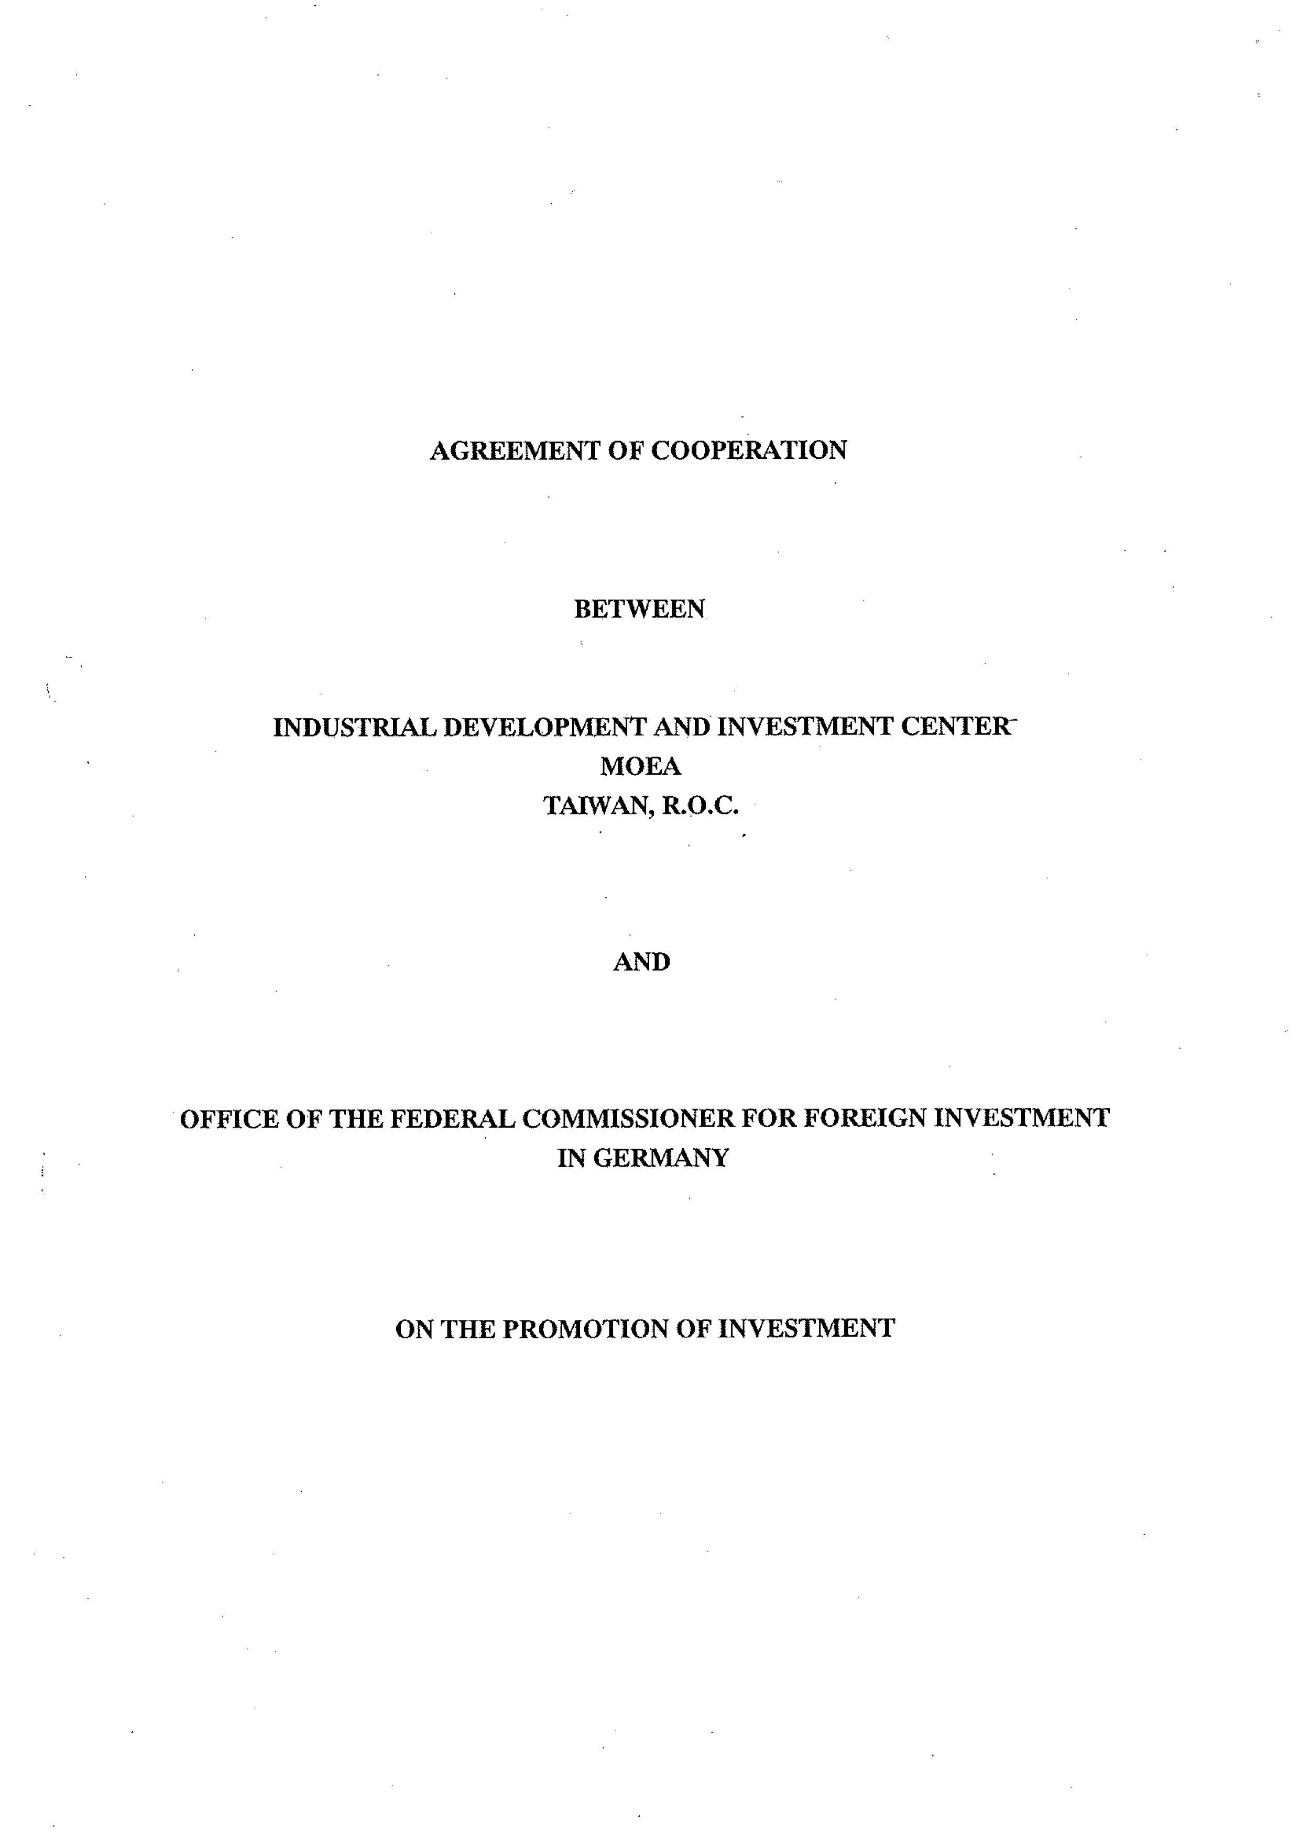 AGREEMENT OF COOPERATION
BETWEEN
INDUSTRIAL DEVELOPMENT AND INVESTMENT CENTER
MOEA
TAIWAN, R.O.C.
AND
OFFICE OF THE FEDERAL COMMISSIONER FOR FOREIGN INVESTMENT
IN GERMANY
ON THE PROMOTION OF INVESTMENT